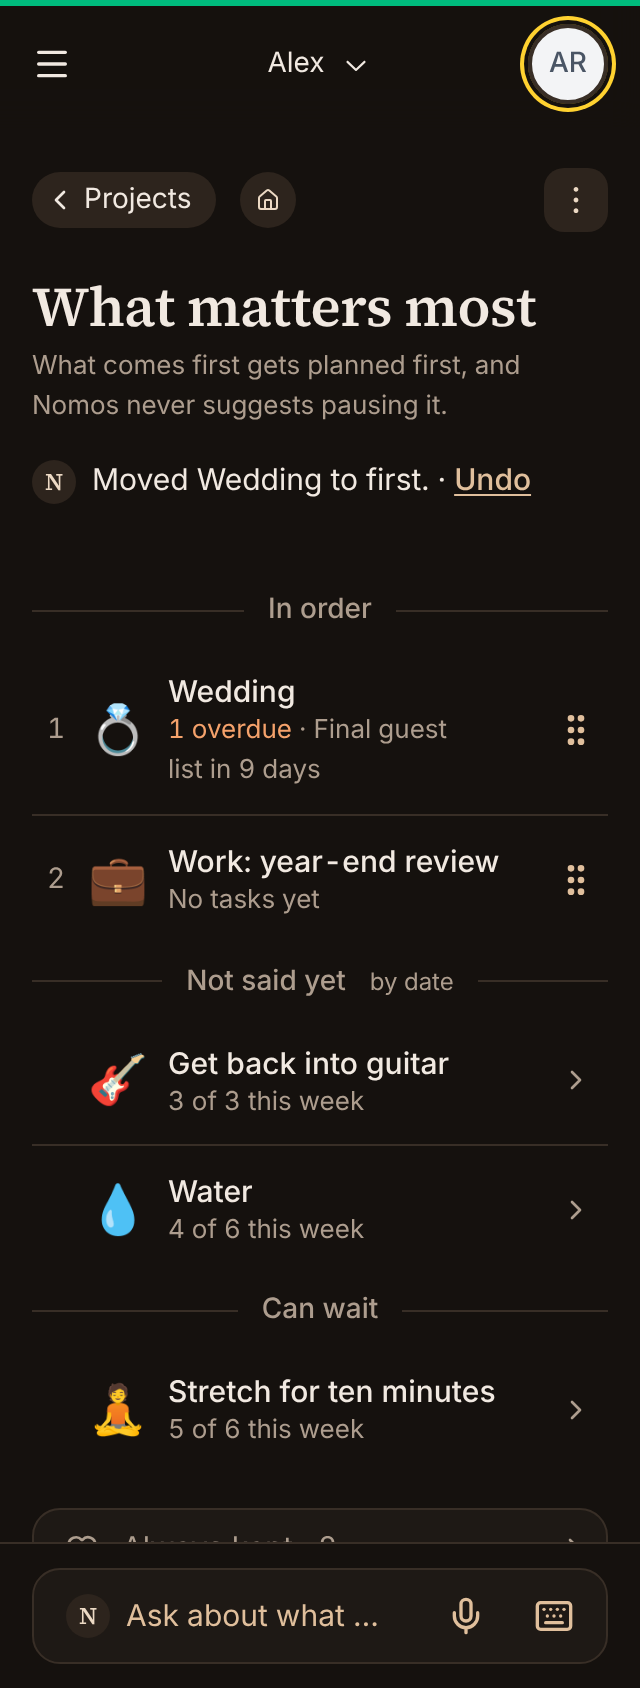 Alex
AR
Projects
What matters most
What comes first gets planned first, and
Nomos never suggests pausing it.
N Moved Wedding to first. · Undo
In order
1
Wedding
1 overdue · Final guest
list in 9 days
2
Work: year-end review
No tasks yet
Not said yet by date
Get back into guitar
3 of 3 this week
Water
4 of 6 this week
Can wait
Stretch for ten minutes
5 of 6 this week
N Ask about what ...